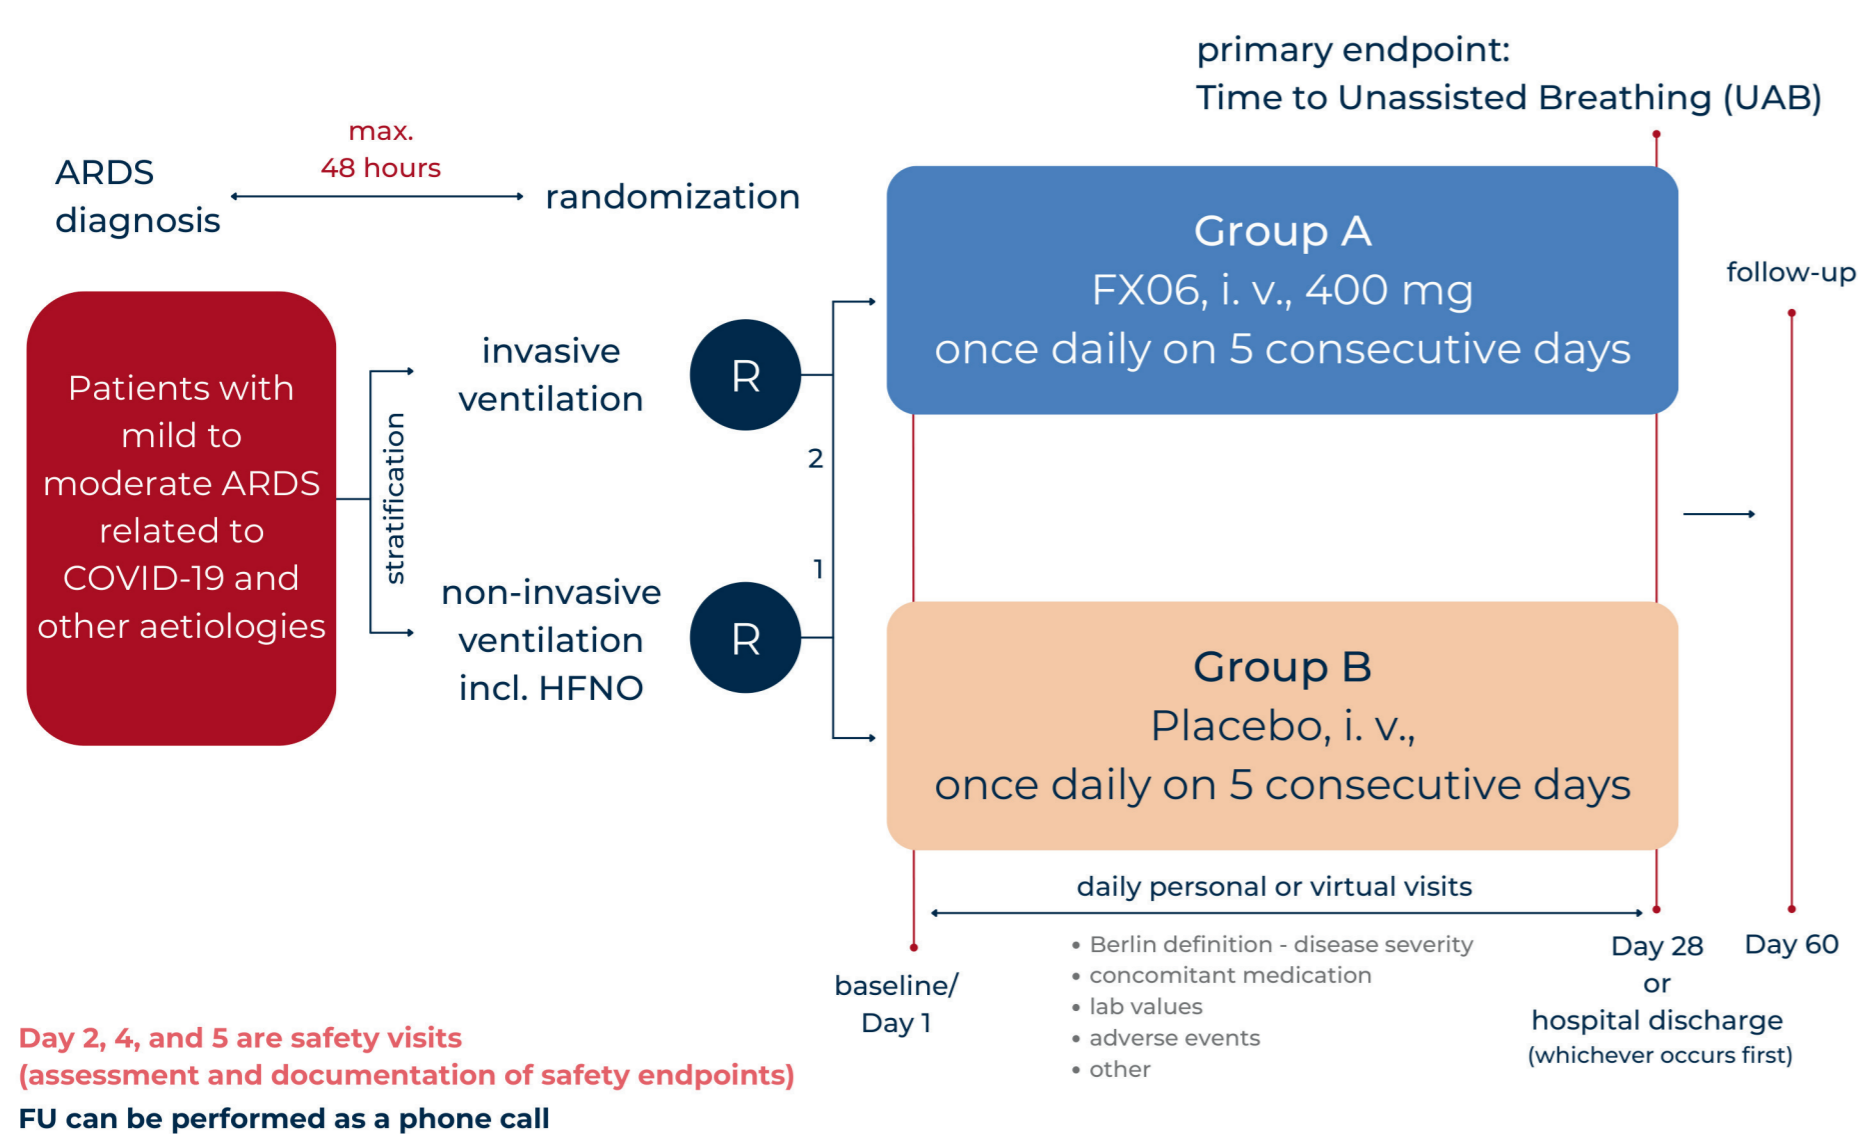 primary endpoint:
Time to Unassisted Breathing (UAB)
max.
48 hours
ARDS
diagnosis
randomization
Patients with
mild to
moderate ARDS
related to
COVID-19 and
other aetiologies
stratification
invasive
ventilation
non-invasive
ventilation
incl. HFNO
R
R
2
1
Group A
FX06, i. v., 400 mg
once daily on 5 consecutive days
Group B
Placebo, i. v.,
once daily on 5 consecutive days
follow-up
daily personal or virtual visits
• Berlin definition - disease severity
• concomitant medication
• lab values
• adverse events
• other
baseline/
Day 1
Day 28
or
hospital discharge
(whichever occurs first)
Day 60
Day 2, 4, and 5 are safety visits
(assessment and documentation of safety endpoints)
FU can be performed as a phone call